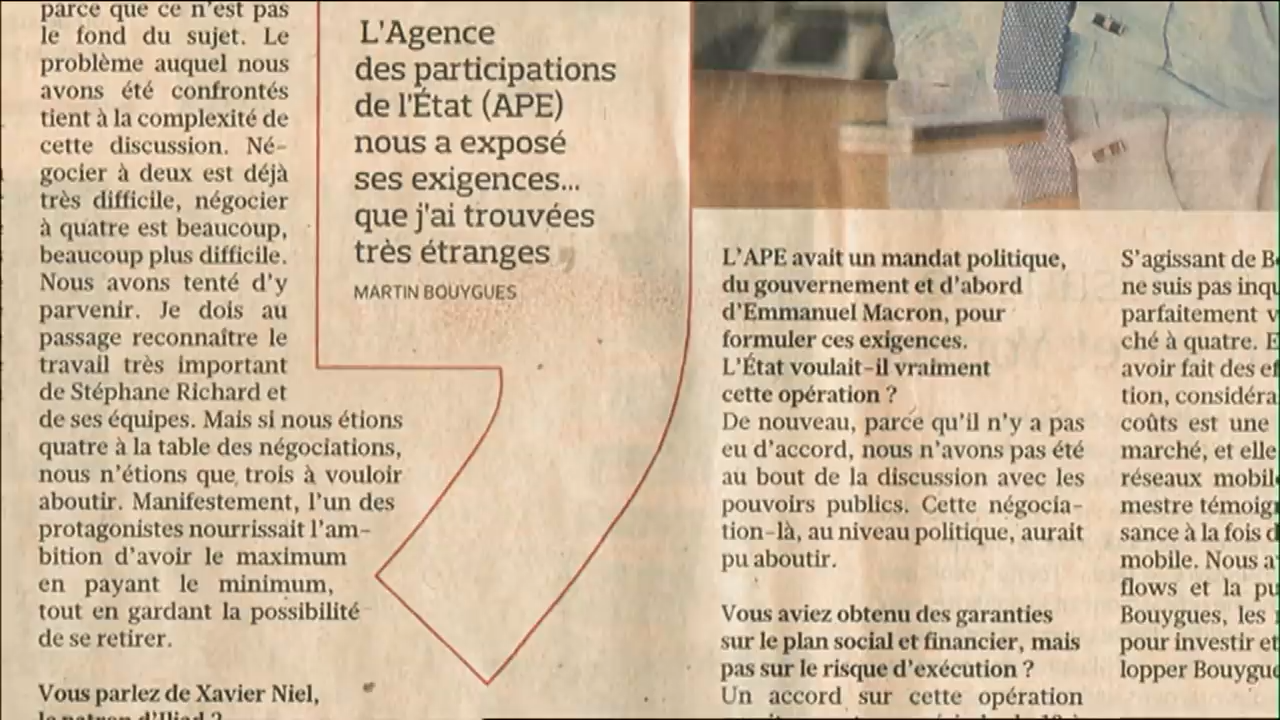 parce que ce n'est pas
le fond du sujet. Le
problème auquel nous
avons été confrontés
tient à la complexité de
cette discussion. Né-
gocier à deux est déjà
très difficile, négocier
à quatre est beaucoup,
beaucoup plus difficile.
Nous avons tenté d'y
parvenir. Je dois au
passage reconnaître le
travail très important
de Stéphane Richard et
de ses équipes. Mais si nous étions
quatre à la table des négociations,
nous n'étions que trois à vouloir
aboutir. Manifestement, l'un des
protagonistes nourrissait l'am-
bition d'avoir le maximum
en payant le minimum,
tout en gardant la possibilité
de se retirer.
Vous parlez de Xavier Niel,
le patron d'Iliad ?
L'Agence
des participations
de l'État (APE)
nous a exposé
ses exigences...
que j'ai trouvées
très étranges ”
MARTIN BOUYGUES
L'APE avait un mandat politique,
du gouvernement et d'abord
d'Emmanuel Macron, pour
formuler ces exigences.
L'État voulait-il vraiment
cette opération ?
De nouveau, parce qu'il n'y a pas
eu d'accord, nous n'avons pas été
au bout de la discussion avec les
pouvoirs publics. Cette négocia-
tion-là, au niveau politique, aurait
pu aboutir.
Vous aviez obtenu des garanties
sur le plan social et financier, mais
pas sur le risque d'exécution ?
Un accord sur cette opération
S'agissant de
ne suis pas
parfaitement
ché à quatre.
avoir fait des
tion,
coûts est une
marché, et elle
réseaux
mestre
sance à la fois
mobile. Nous
flows et la
Bouygues, les
pour investir et
lopper